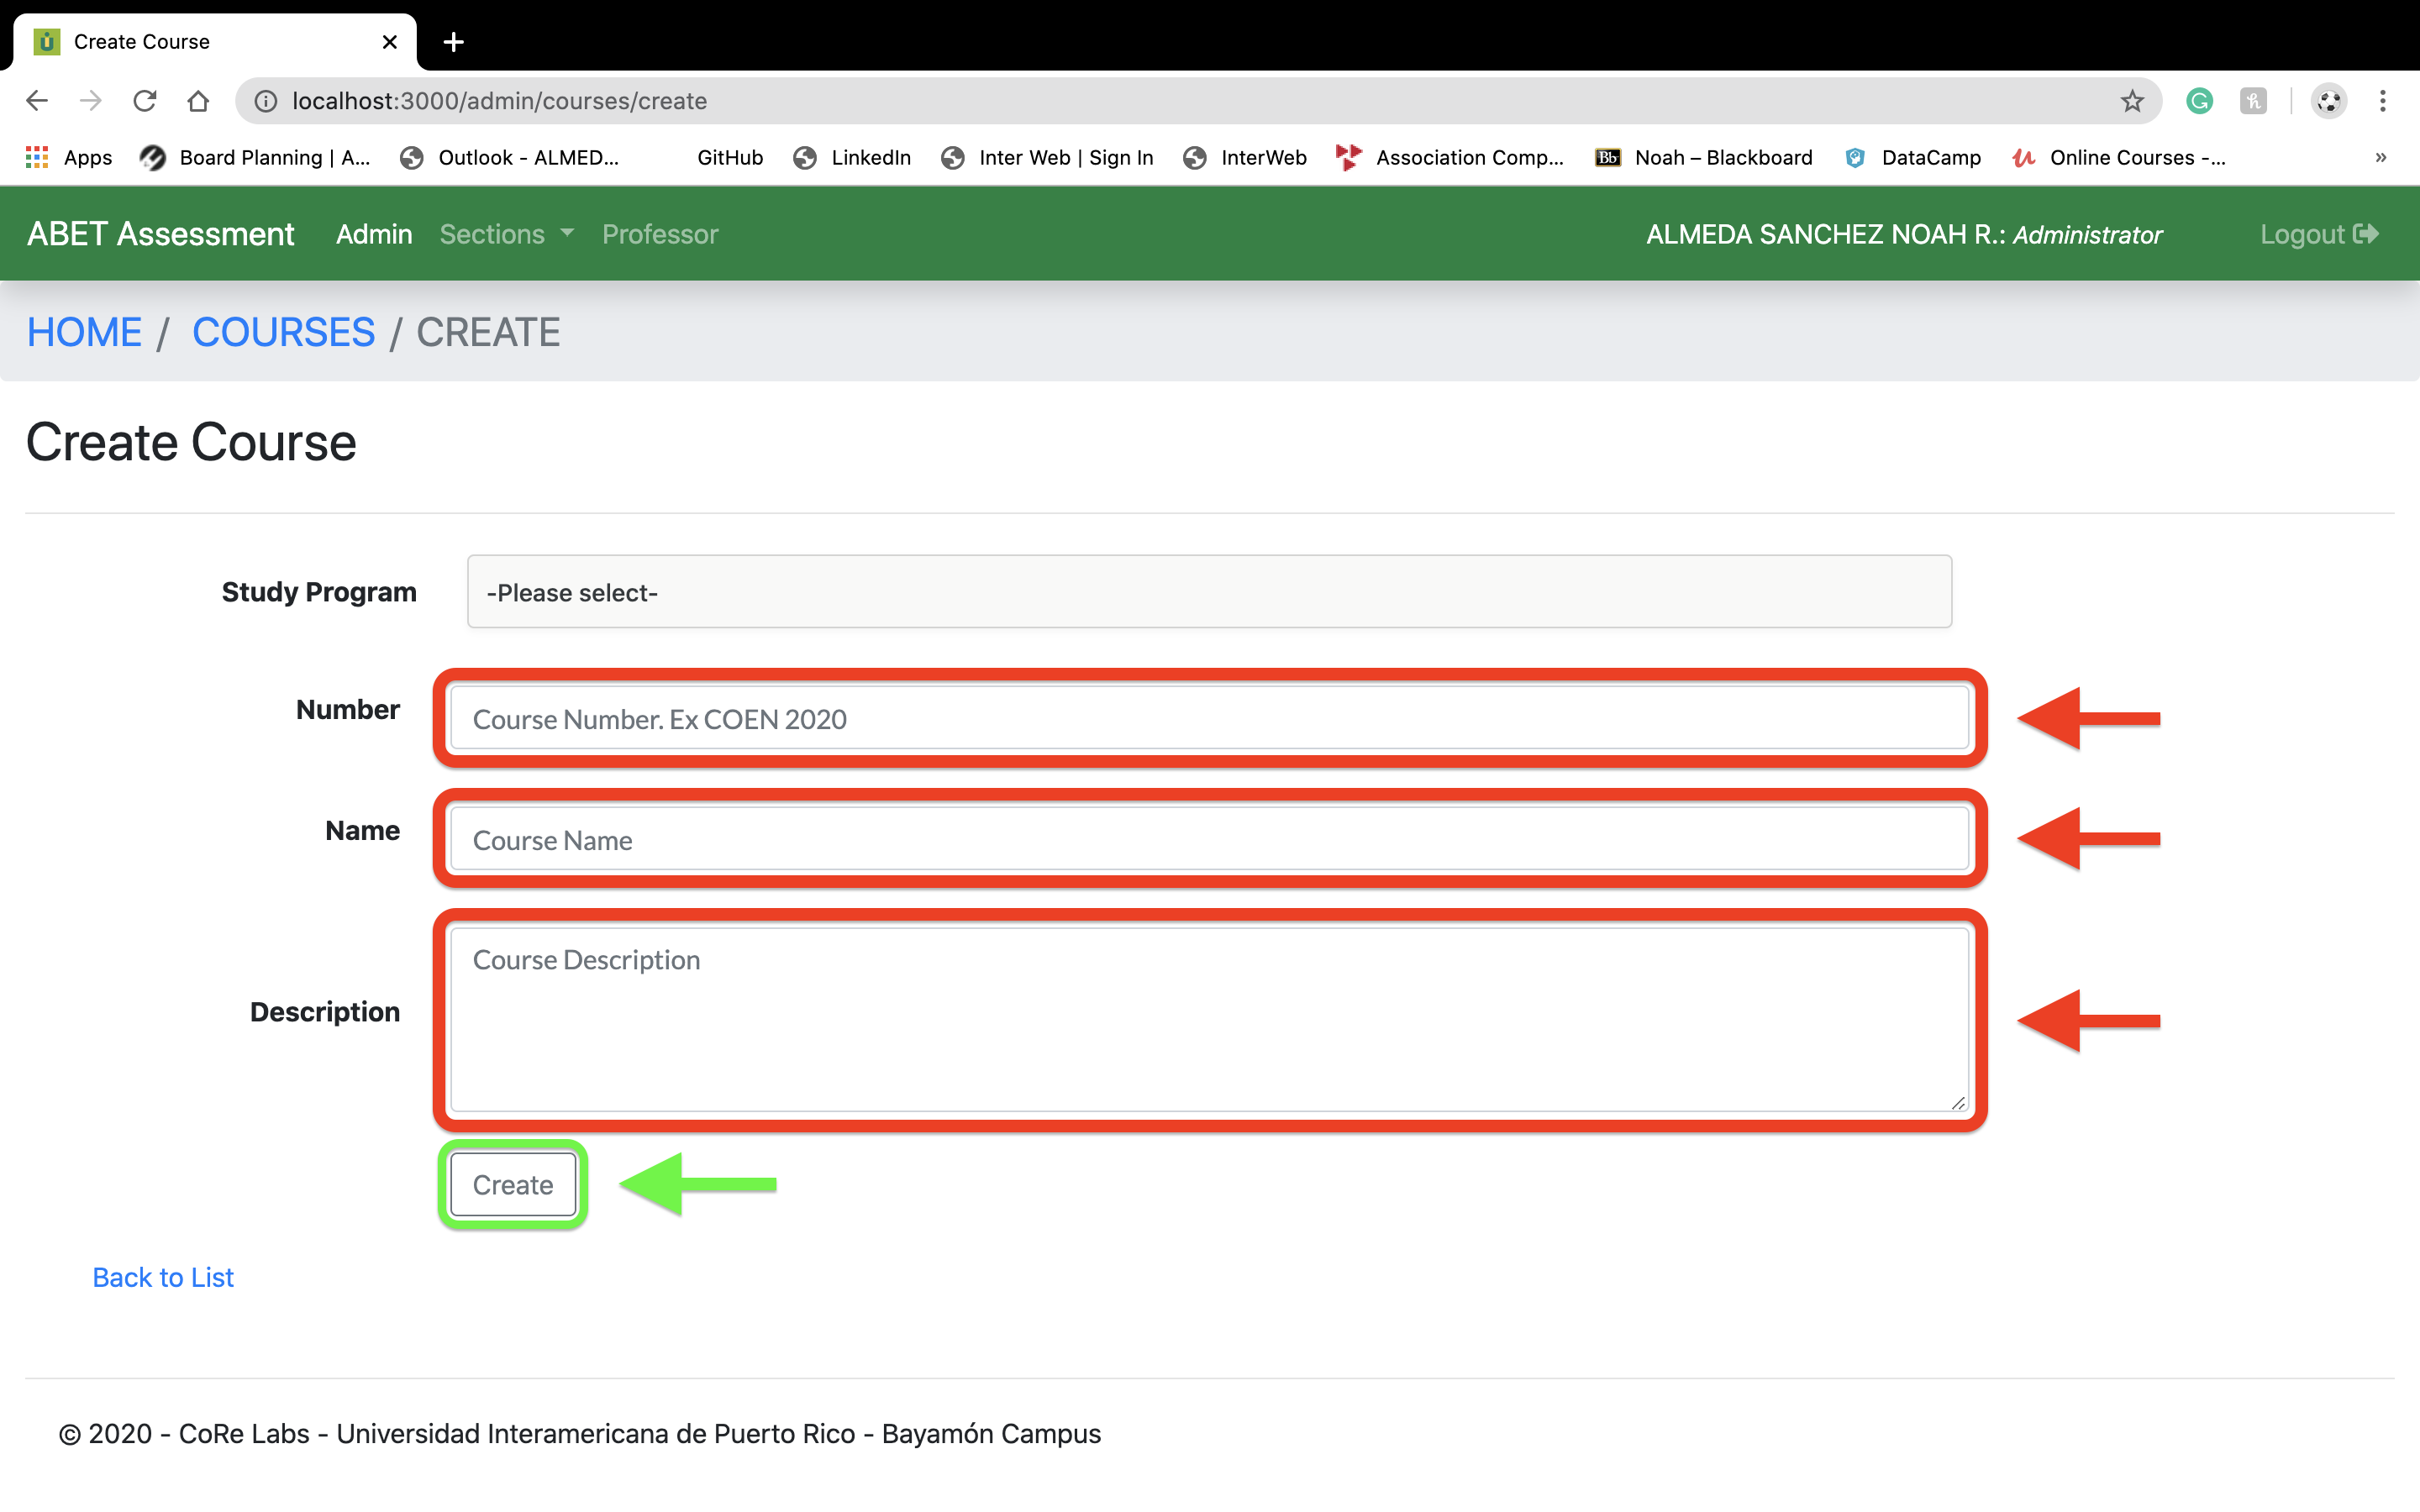 Create Course
localhost:3000/admin/courses/create
Apps Board Planning | A... Outlook - ALMED... GitHub LinkedIn Inter Web | Sign In InterWeb Association Comp... Bb Noah – Blackboard DataCamp Online Courses -... »
ABET Assessment Admin Sections Professor ALMEDA SANCHEZ NOAH R.: Administrator Logout
HOME / COURSES / CREATE
Create Course
Study Program -Please select-
Number Course Number. Ex COEN 2020
Name Course Name
Course Description
Description
Create
Back to List
© 2020 - CoRe Labs - Universidad Interamericana de Puerto Rico - Bayamón Campus